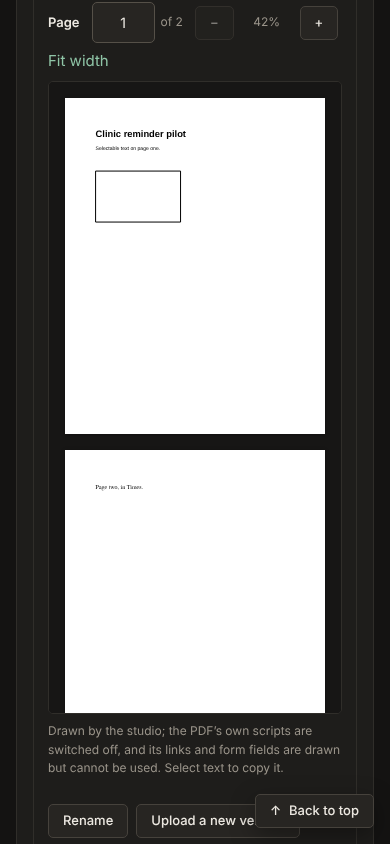 Page 1 of 2 – 42% +
Fit width
Clinic reminder pilot
Selectable text on page one.
Page two, in Times.
Drawn by the studio; the PDF’s own scripts are
switched off, and its links and form fields are drawn
but cannot be used. Select text to copy it.
Rename
Upload a new ve
↑ Back to top